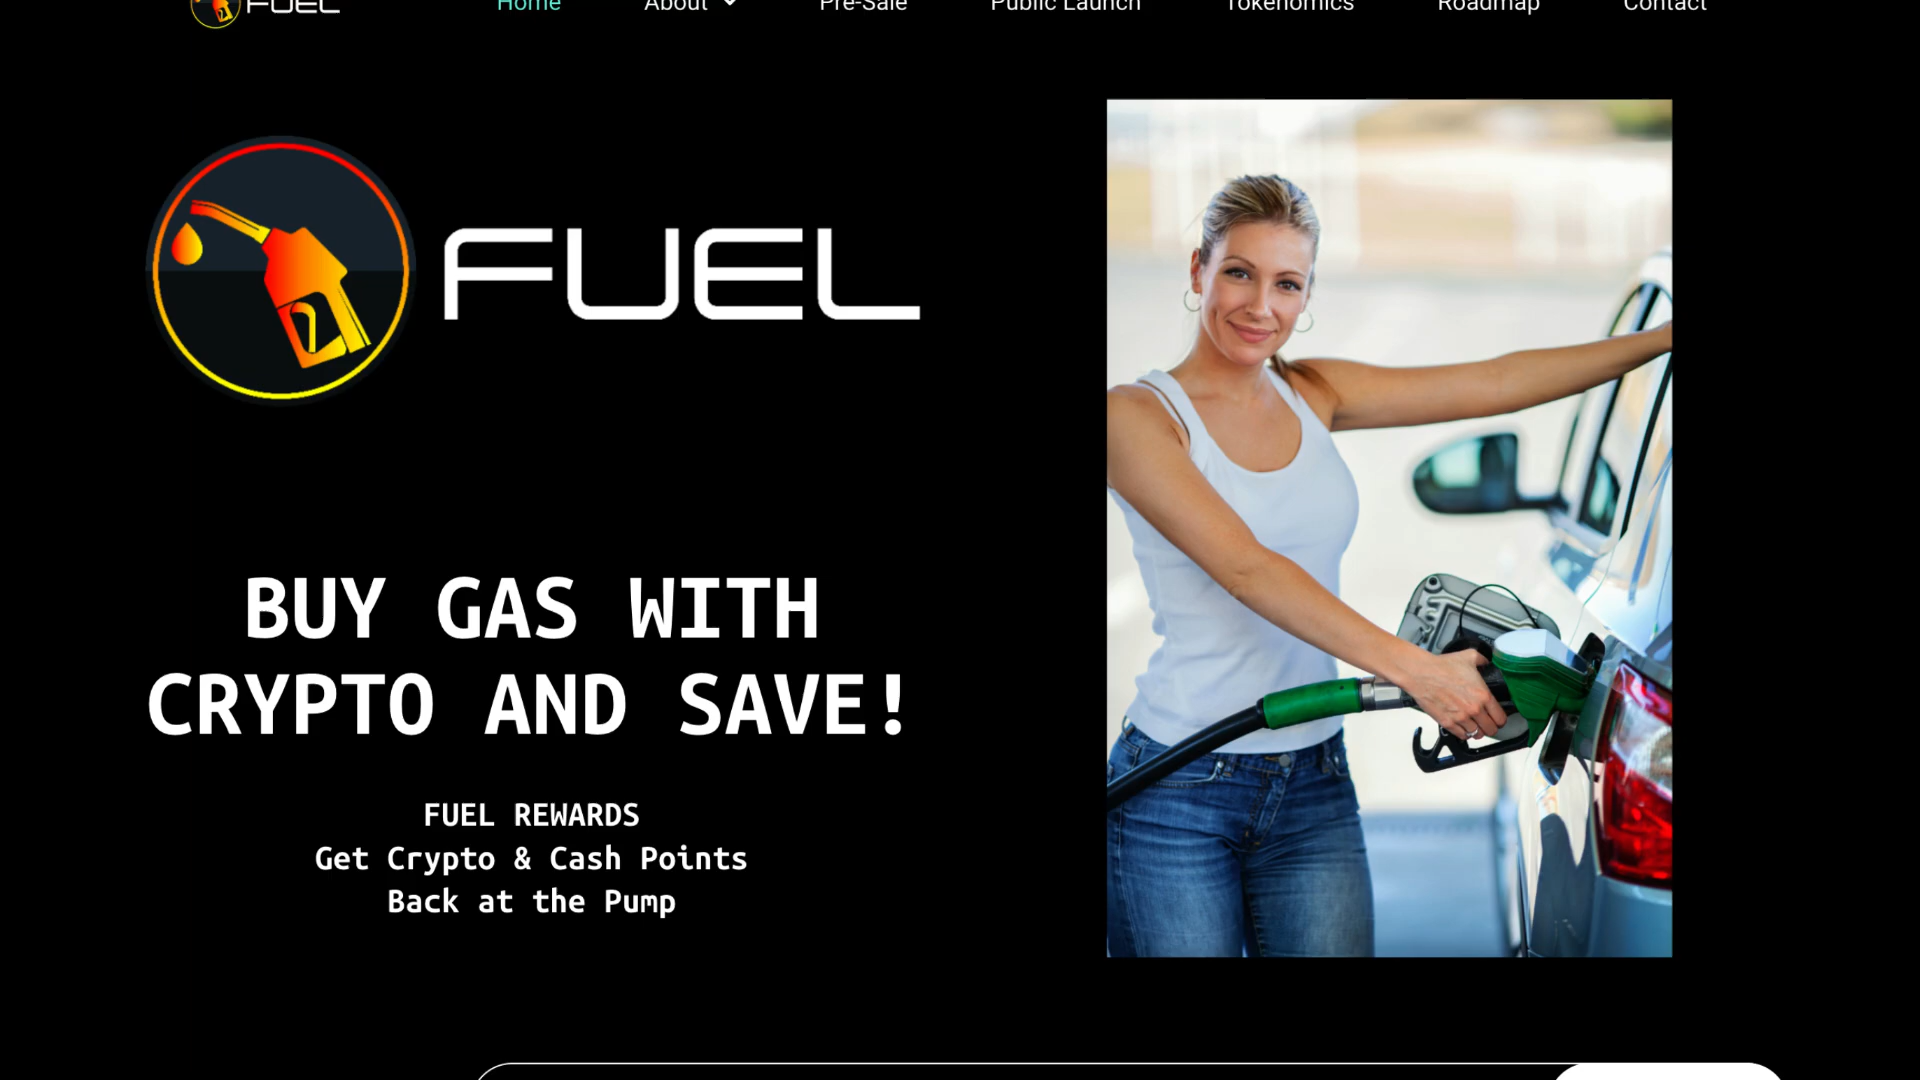 FUEL
Home About Pre-Sale Public Launch Tokenomics Roadmap Contact
FUEL
BUY GAS WITH
CRYPTO AND SAVE!
FUEL REWARDS
Get Crypto & Cash Points
Back at the Pump